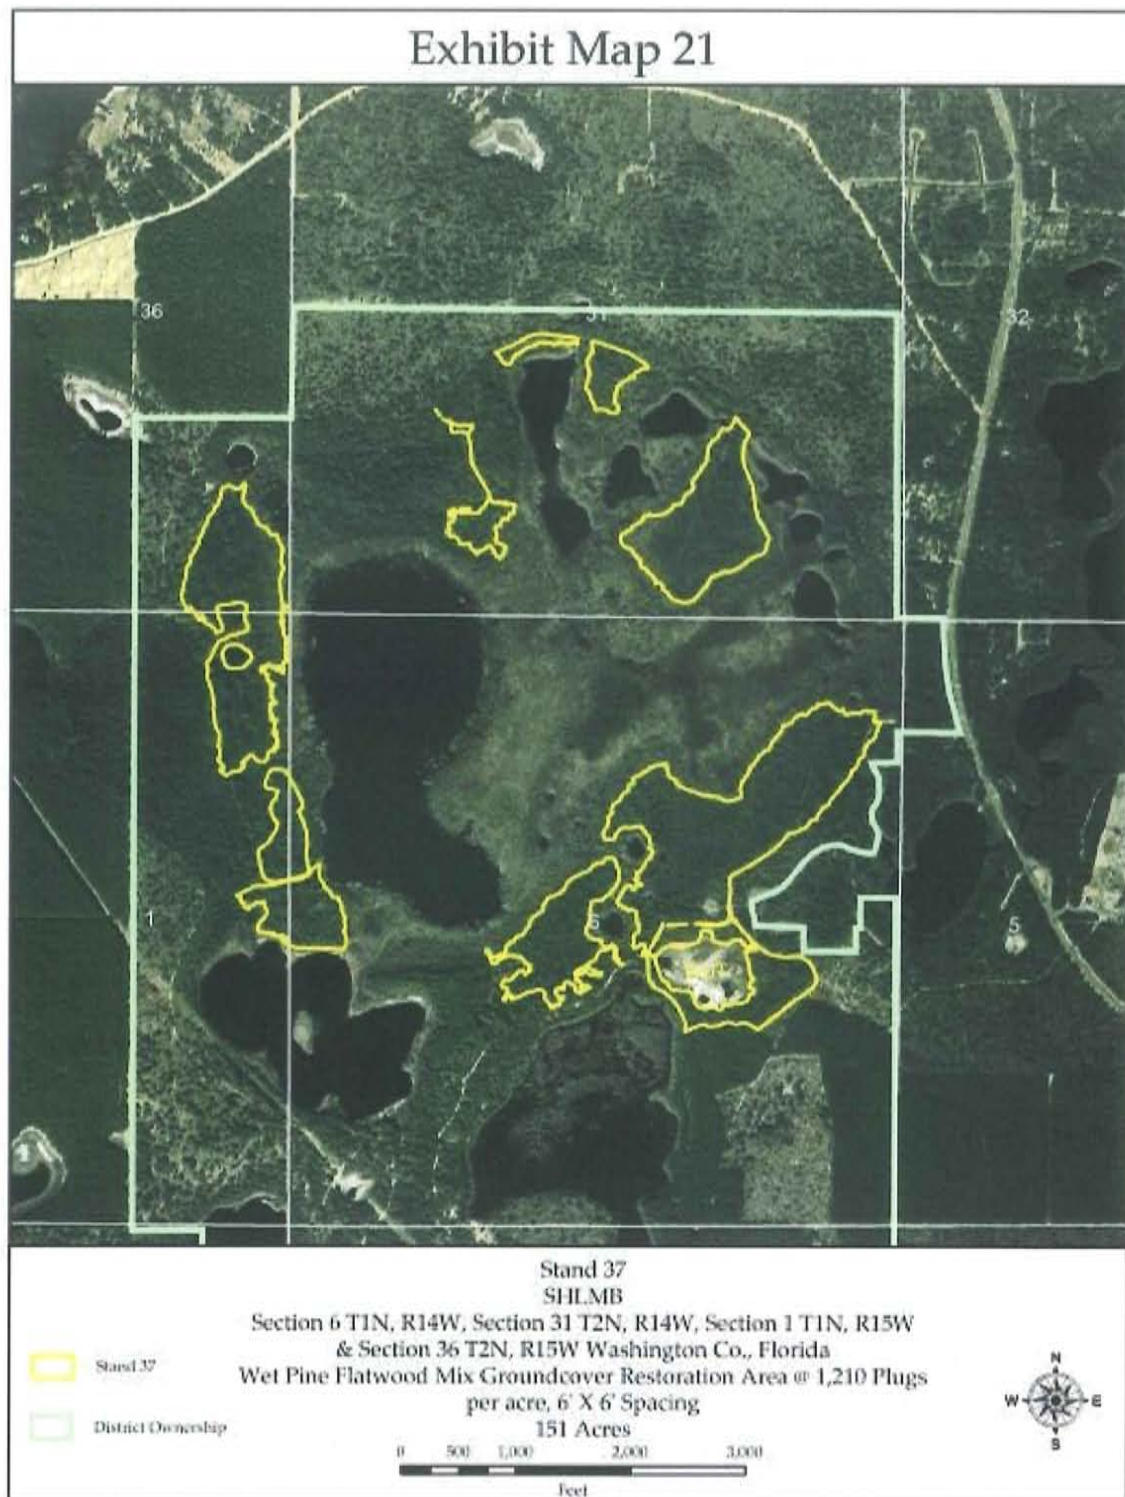 Exhibit Map 21
36
31
32
1
6
5
Stand 37
SHLMB
Section 6 T1N, R14W, Section 31 T2N, R14W, Section 1 T1N, R15W
& Section 36 T2N, R15W Washington Co., Florida
Wet Pine Flatwood Mix Groundcover Restoration Area @ 1,210 Plugs
per acre, 6' X 6' Spacing
151 Acres
Stand 37
District Ownership
0 500 1,000 2,000 3,000
Feet
N
W E
S